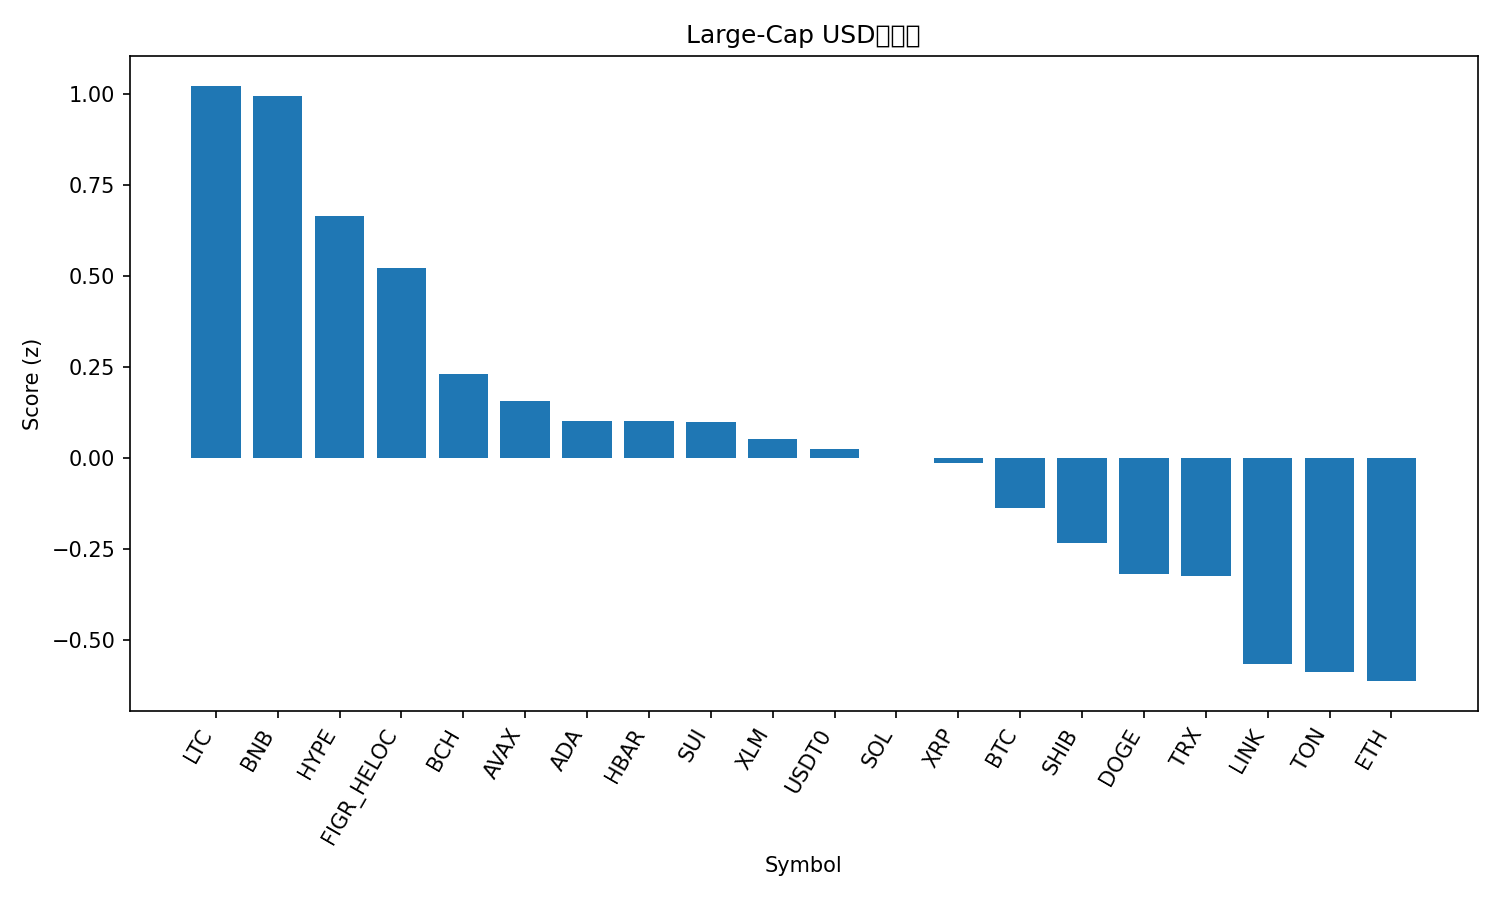 Large-Cap USD
1.00
0.75
0.50
0.25
0.00
−0.25
−0.50
Score (z)
LTC
BNB
HYPE
FIGR_HELOC
BCH
AVAX
ADA
HBAR
SUI
XLM
USDT0
SOL
XRP
BTC
SHIB
DOGE
TRX
LINK
TON
ETH
Symbol